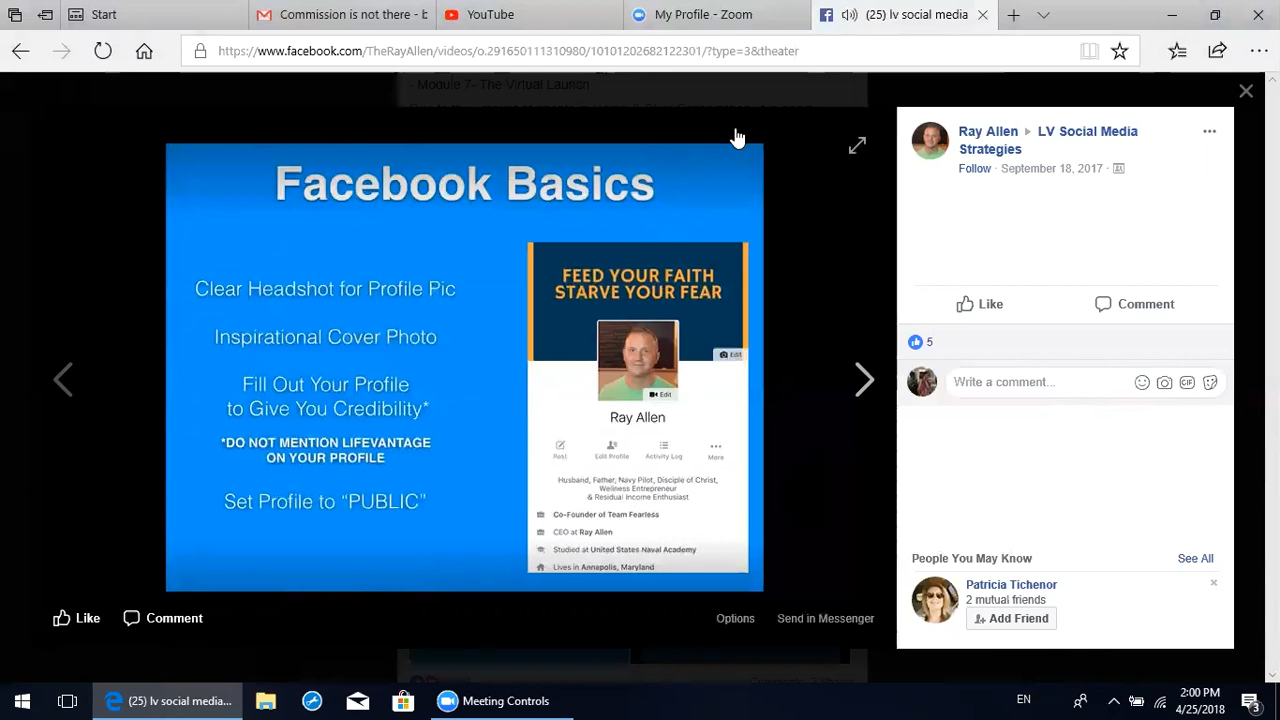 Commission is still on yo
YouTube
My Profile - Zoom
https://www.facebook.com/TheRayAllen/videos/o.291650111310980/10101202682122301/?type=3&theater
- Module 7- The Virtual Launch
Facebook Basics
Clear Headshot for Profile Pic
Inspirational Cover Photo
Fill Out Your Profile
to Give You Credibility*
*DO NOT MENTION LIFEVANTAGE
ON YOUR PROFILE
Set Profile to “PUBLIC”
FEED YOUR FAITH
STARVE YOUR FEAR
Edit
Edit
Ray Allen
Post
Edit Profile
Activity Log
More
Husband, Father, Navy Pilot, Disciple of Christ,
Wellness Entrepreneur
& Residual Income Enthusiast
Co-Founder of Team Fearless
CEO at Ray Allen
Studied at United States Naval Academy
Lives in Annapolis, Maryland
Like
Comment
Options
Send in Messenger
Ray Allen LV Social Media
Strategies
Follow · September 18, 2017 ·
Like
Comment
5
Write a comment...
GIF
People You May Know
See All
Patricia Tichenor
2 mutual friends
Add Friend
(25) lv social media...
Meeting Controls
EN
2:00 PM
4/25/2018
3